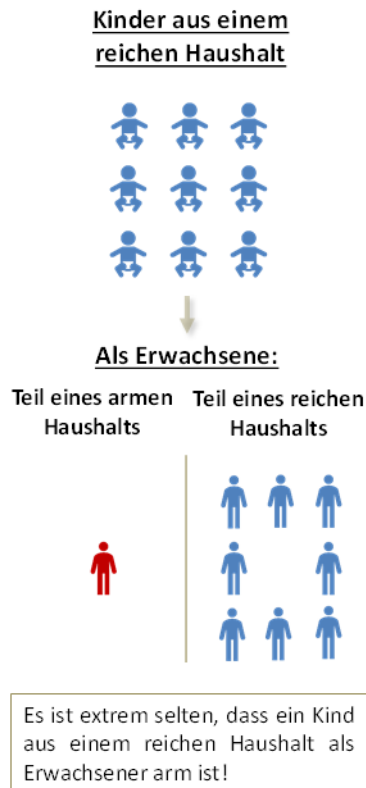 Kinder aus einem
reichen Haushalt
Als Erwachsene:
Teil eines armen
Haushalts
Teil eines reichen
Haushalts
Es ist extrem selten, dass ein Kind
aus einem reichen Haushalt als
Erwachsener arm ist!